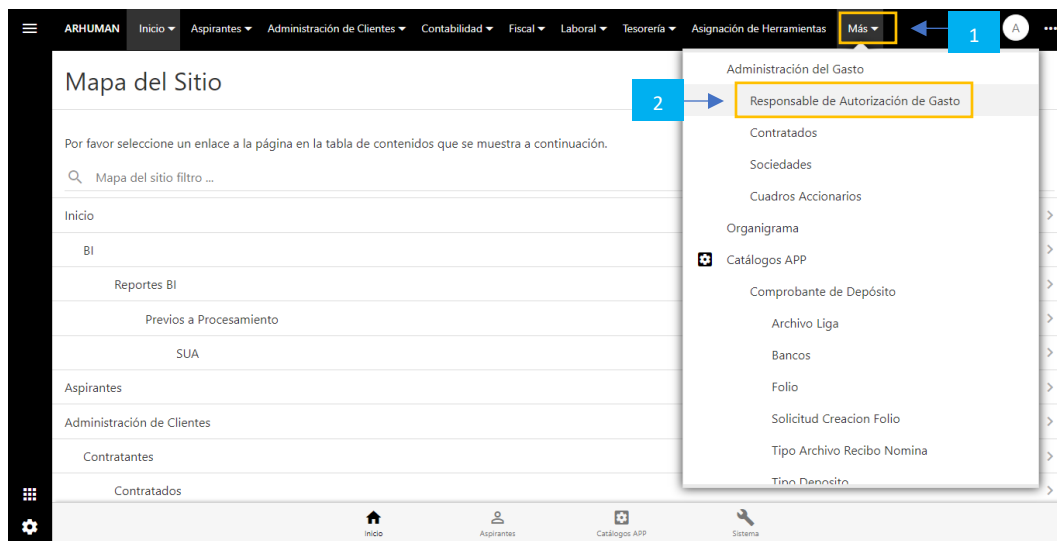 ARHUMAN Inicio Aspirantes Administración de Clientes Contabilidad Fiscal Laboral Tesorería Asignación de Herramientas Más 1 A
Mapa del Sitio
Por favor seleccione un enlace a la página en la tabla de contenidos que se muestra a continuación.
Mapa del sitio filtro ...
Inicio
BI
Reportes BI
Previos a Procesamiento
SUA
Aspirantes
Administración de Clientes
Contratantes
Contratados
Administración del Gasto
2 Responsable de Autorización de Gasto
Contratados
Sociedades
Cuadros Accionarios
Organigrama
Catálogos APP
Comprobante de Depósito
Archivo Liga
Bancos
Folio
Solicitud Creacion Folio
Tipo Archivo Recibo Nomina
Tipo Deposito
Inicio Aspirantes Catálogos APP Sistema